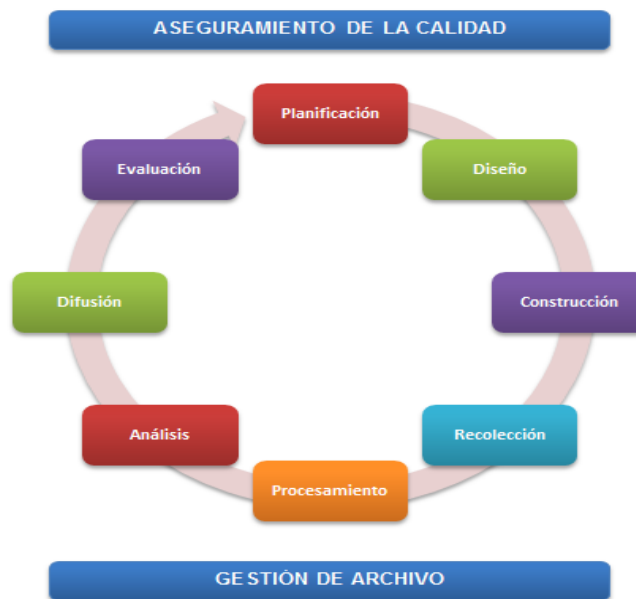 ASEGURAMIENTO DE LA CALIDAD
Planificación
Diseño
Construcción
Recolección
Procesamiento
Análisis
Difusión
Evaluación
GESTIÓN DE ARCHIVO